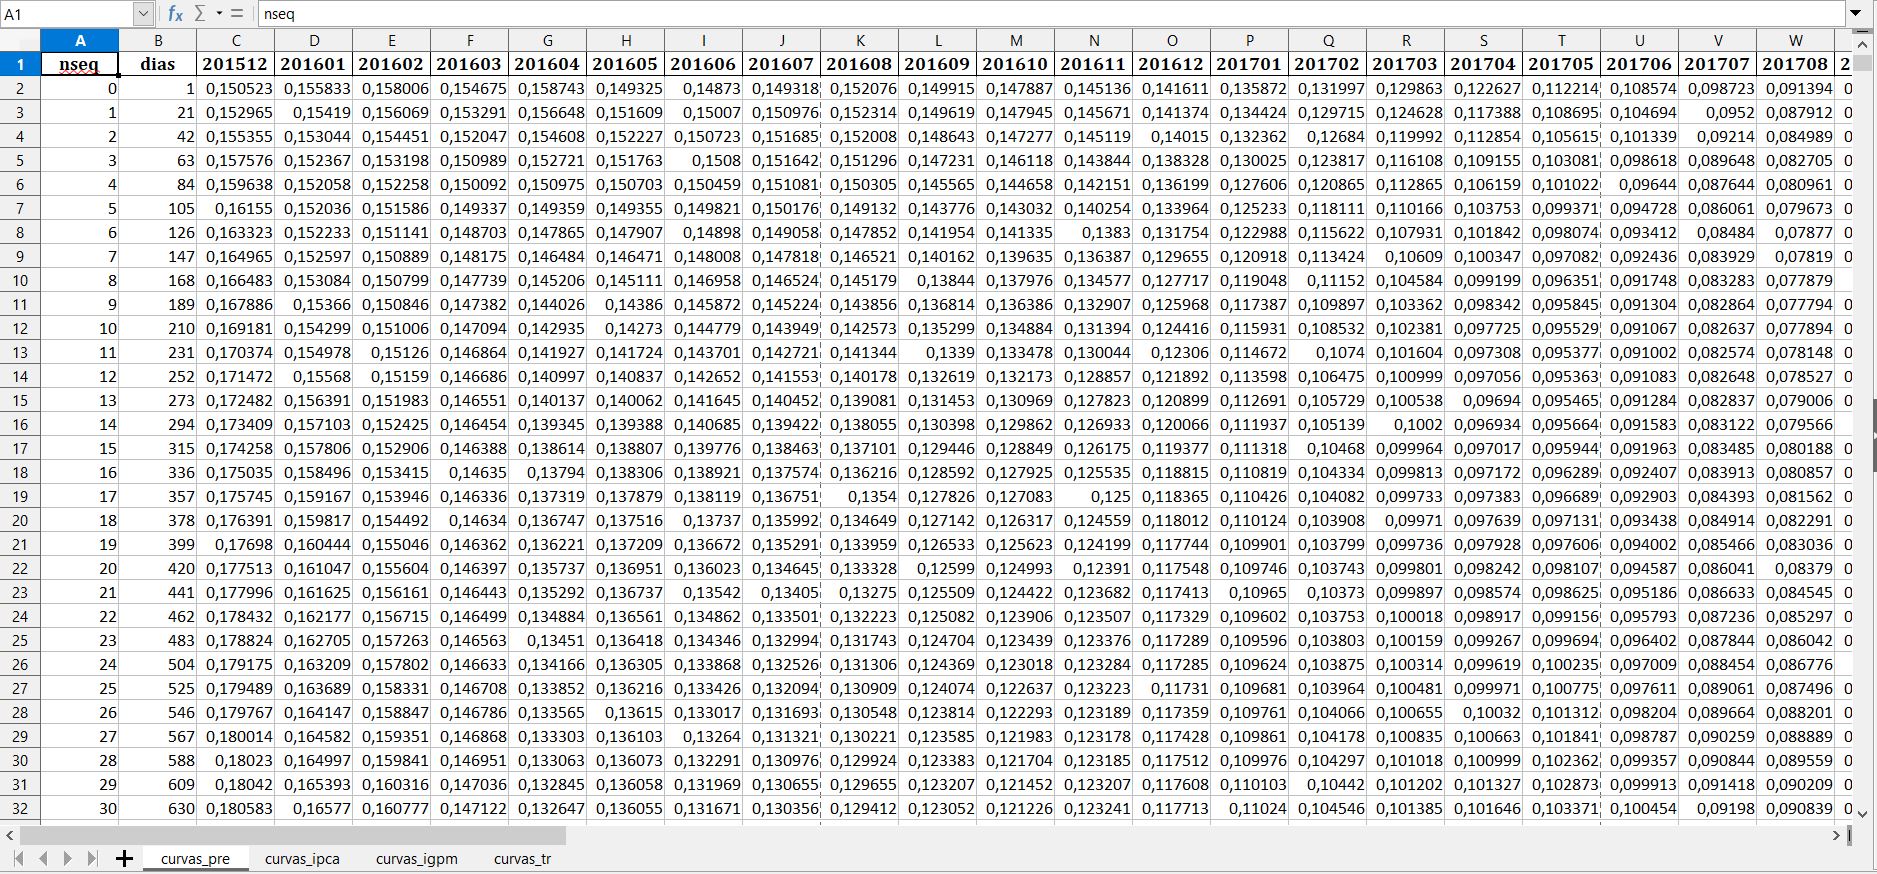 A1 fx Σ = nseq
A B C D E F G H I J K L M N O P Q R S T U V W
1 nseq dias 201512 201601 201602 201603 201604 201605 201606 201607 201608 201609 201610 201611 201612 201701 201702 201703 201704 201705 201706 201707 201708 2
2 0 1 0,150523 0,155833 0,158006 0,154675 0,158743 0,149325 0,14873 0,149318 0,152076 0,149915 0,147887 0,145136 0,141611 0,135872 0,131997 0,129863 0,122627 0,112214 0,108574 0,098723 0,091394 0
3 1 21 0,152965 0,15419 0,156069 0,153291 0,156648 0,151609 0,15007 0,150976 0,152314 0,149619 0,147945 0,145671 0,141374 0,134424 0,129715 0,124628 0,117388 0,108695 0,104694 0,0952 0,087912 0
4 2 42 0,155355 0,153044 0,154451 0,152047 0,154608 0,152227 0,150723 0,151685 0,152008 0,148643 0,147277 0,145119 0,14015 0,132362 0,12684 0,119992 0,112854 0,105615 0,101339 0,09214 0,084989 0
5 3 63 0,157576 0,152367 0,153198 0,150989 0,152721 0,151763 0,1508 0,151642 0,151296 0,147231 0,146118 0,143844 0,138328 0,130025 0,123817 0,116108 0,109155 0,103081 0,098618 0,089648 0,082705 0
6 4 84 0,159638 0,152058 0,152258 0,150092 0,150975 0,150703 0,150459 0,151081 0,150305 0,145565 0,144658 0,142151 0,136199 0,127606 0,120865 0,112865 0,106159 0,101022 0,09644 0,087644 0,080961 0
7 5 105 0,16155 0,152036 0,151586 0,149337 0,149359 0,149355 0,149821 0,150176 0,149132 0,143776 0,143032 0,140254 0,133964 0,125233 0,118111 0,110166 0,103753 0,099371 0,094728 0,086061 0,079673 0
8 6 126 0,163323 0,152233 0,151141 0,148703 0,147865 0,147907 0,14898 0,149058 0,147852 0,141954 0,141335 0,1383 0,131754 0,122988 0,115622 0,107931 0,101842 0,098074 0,093412 0,08484 0,07877 0
9 7 147 0,164965 0,152597 0,150889 0,148175 0,146484 0,146471 0,148008 0,147818 0,146521 0,140162 0,139635 0,136387 0,129655 0,120918 0,113424 0,10609 0,100347 0,097082 0,092436 0,083929 0,07819 0
10 8 168 0,166483 0,153084 0,150799 0,147739 0,145206 0,145111 0,146958 0,146524 0,145179 0,13844 0,137976 0,134577 0,127717 0,119048 0,11152 0,104584 0,099199 0,096351 0,091748 0,083283 0,077879
11 9 189 0,167886 0,15366 0,150846 0,147382 0,144026 0,14386 0,145872 0,145224 0,143856 0,136814 0,136386 0,132907 0,125968 0,117387 0,109897 0,103362 0,098342 0,095845 0,091304 0,082864 0,077794 0
12 10 210 0,169181 0,154299 0,151006 0,147094 0,142935 0,14273 0,144779 0,143949 0,142573 0,135299 0,134884 0,131394 0,124416 0,115931 0,108532 0,102381 0,097725 0,095529 0,091067 0,082637 0,077894 0
13 11 231 0,170374 0,154978 0,15126 0,146864 0,141927 0,141724 0,143701 0,142721 0,141344 0,1339 0,133478 0,130044 0,12306 0,114672 0,1074 0,101604 0,097308 0,095377 0,091002 0,082574 0,078148 0
14 12 252 0,171472 0,15568 0,15159 0,146686 0,140997 0,140837 0,142652 0,141553 0,140178 0,132619 0,132173 0,128857 0,121892 0,113598 0,106475 0,100999 0,097056 0,095363 0,091083 0,082648 0,078527 0
15 13 273 0,172482 0,156391 0,151983 0,146551 0,140137 0,140062 0,141645 0,140452 0,139081 0,131453 0,130969 0,127823 0,120899 0,112691 0,105729 0,100538 0,09694 0,095465 0,091284 0,082837 0,079006 0
16 14 294 0,173409 0,157103 0,152425 0,146454 0,139345 0,139388 0,140685 0,139422 0,138055 0,130398 0,129862 0,126933 0,120066 0,111937 0,105139 0,1002 0,096934 0,095664 0,091583 0,083122 0,079566
17 15 315 0,174258 0,157806 0,152906 0,146388 0,138614 0,138807 0,139776 0,138463 0,137101 0,129446 0,128849 0,126175 0,119377 0,111318 0,10468 0,099964 0,097017 0,095944 0,091963 0,083485 0,080188 0
18 16 336 0,175035 0,158496 0,153415 0,14635 0,13794 0,138306 0,138921 0,137574 0,136216 0,128592 0,127925 0,125535 0,118815 0,110819 0,104334 0,099813 0,097172 0,096289 0,092407 0,083913 0,080857 0
19 17 357 0,175745 0,159167 0,153946 0,146336 0,137319 0,137879 0,138119 0,136751 0,1354 0,127826 0,127083 0,125 0,118365 0,110426 0,104082 0,099733 0,097383 0,096689 0,092903 0,084393 0,081562 0
20 18 378 0,176391 0,159817 0,154492 0,14634 0,136747 0,137516 0,13737 0,135992 0,134649 0,127142 0,126317 0,124559 0,118012 0,110124 0,103908 0,09971 0,097639 0,097131 0,093438 0,084914 0,082291 0
21 19 399 0,17698 0,160444 0,155046 0,146362 0,136221 0,137209 0,136672 0,135291 0,133959 0,126533 0,125623 0,124199 0,117744 0,109901 0,103799 0,099736 0,097928 0,097606 0,094002 0,085466 0,083036 0
22 20 420 0,177513 0,161047 0,155604 0,146397 0,135737 0,136951 0,136023 0,134645 0,133328 0,12599 0,124993 0,12391 0,117548 0,109746 0,103743 0,099801 0,098242 0,098107 0,094587 0,086041 0,08379 0
23 21 441 0,177996 0,161625 0,156161 0,146443 0,135292 0,136737 0,13542 0,13405 0,13275 0,125509 0,124422 0,123682 0,117413 0,10965 0,10373 0,099897 0,098574 0,098625 0,095186 0,086633 0,084545 0
24 22 462 0,178432 0,162177 0,156715 0,146499 0,134884 0,136561 0,134862 0,133501 0,132223 0,125082 0,123906 0,123507 0,117329 0,109602 0,103753 0,100018 0,098917 0,099156 0,095793 0,087236 0,085297 0
25 23 483 0,178824 0,162705 0,157263 0,146563 0,13451 0,136418 0,134346 0,132994 0,131743 0,124704 0,123439 0,123376 0,117289 0,109596 0,103803 0,100159 0,099267 0,099694 0,096402 0,087844 0,086042 0
26 24 504 0,179175 0,163209 0,157802 0,146633 0,134166 0,136305 0,133868 0,132526 0,131306 0,124369 0,123018 0,123284 0,117285 0,109624 0,103875 0,100314 0,099619 0,100235 0,097009 0,088454 0,086776
27 25 525 0,179489 0,163689 0,158331 0,146708 0,133852 0,136216 0,133426 0,132094 0,130909 0,124074 0,122637 0,123223 0,11731 0,109681 0,103964 0,100481 0,099971 0,100775 0,097611 0,089061 0,087496 0
28 26 546 0,179767 0,164147 0,158847 0,146786 0,133565 0,13615 0,133017 0,131693 0,130548 0,123814 0,122293 0,123189 0,117359 0,109761 0,104066 0,100655 0,10032 0,101312 0,098204 0,089664 0,088201 0
29 27 567 0,180014 0,164582 0,159351 0,146868 0,133303 0,136103 0,13264 0,131321 0,130221 0,123585 0,121983 0,123178 0,117428 0,109861 0,104178 0,100835 0,100663 0,101841 0,098787 0,090259 0,088889 0
30 28 588 0,18023 0,164997 0,159841 0,146951 0,133063 0,136073 0,132291 0,130976 0,129924 0,123383 0,121704 0,123185 0,117512 0,109976 0,104297 0,101018 0,100999 0,102362 0,099357 0,090844 0,089559 0
31 29 609 0,18042 0,165393 0,160316 0,147036 0,132845 0,136058 0,131969 0,130655 0,129655 0,123207 0,121452 0,123207 0,117608 0,110103 0,10442 0,101202 0,101327 0,102873 0,099913 0,091418 0,090209 0
32 30 630 0,180583 0,16577 0,160777 0,147122 0,132647 0,136055 0,131671 0,130356 0,129412 0,123052 0,121226 0,123241 0,117713 0,11024 0,104546 0,101385 0,101646 0,103371 0,100454 0,09198 0,090839 0
curvas_pre curvas_ipca curvas_igpm curvas_tr